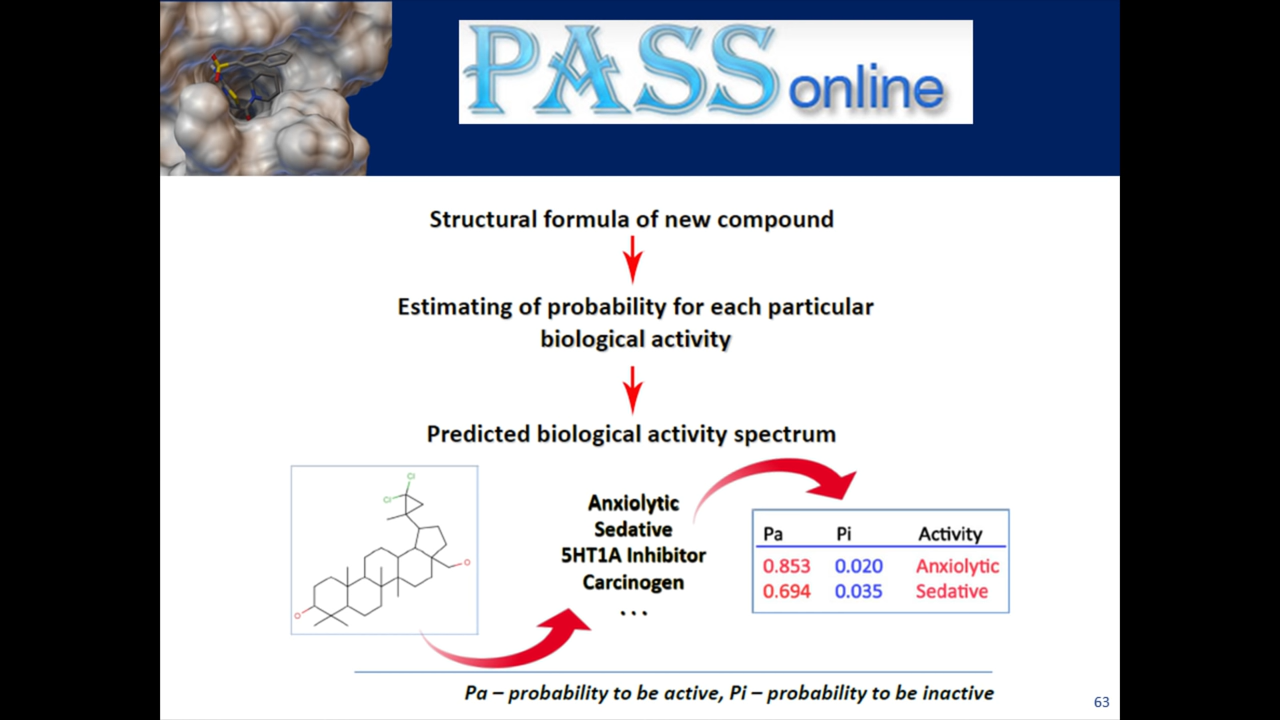 PASS online
Structural formula of new compound
Estimating of probability for each particular
biological activity
Predicted biological activity spectrum
Cl
Cl
O
O
Anxiolytic
Sedative
5HT1A Inhibitor
Carcinogen
...
Pa Pi Activity
0.853 0.020 Anxiolytic
0.694 0.035 Sedative
Pa – probability to be active, Pi – probability to be inactive
63